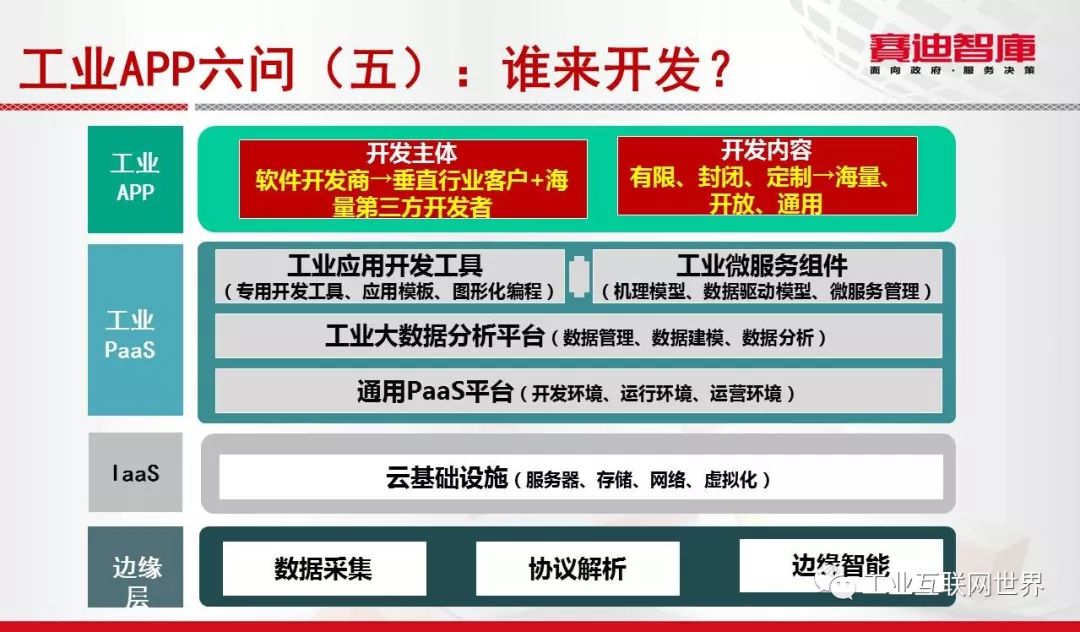 工业APP六问（五）：谁来开发？
赛迪智库
面向政府·服务决策
工业
APP
开发主体
软件开发商→垂直行业客户+海
量第三方开发者
开发内容
有限、封闭、定制→海量、
开放、通用
工业
PaaS
工业应用开发工具
（专用开发工具、应用模板、图形化编程）
工业微服务组件
（机理模型、数据驱动模型、微服务管理）
工业大数据分析平台（数据管理、数据建模、数据分析）
通用PaaS平台（开发环境、运行环境、运营环境）
IaaS
云基础设施（服务器、存储、网络、虚拟化）
边缘
层
数据采集
协议解析
边缘智能
工业互联网世界